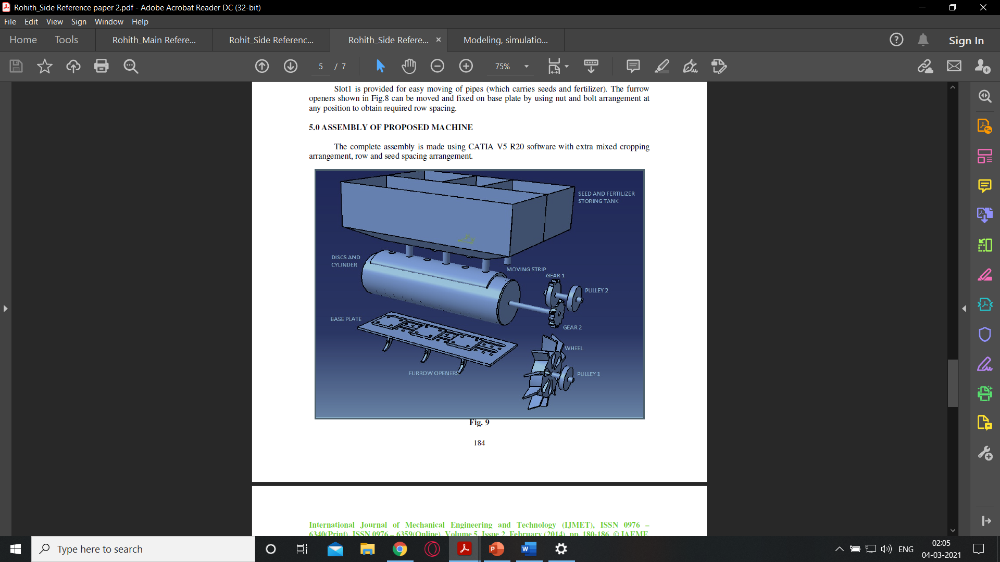 Rohith_Side Reference paper 2.pdf - Adobe Acrobat Reader DC (32-bit)
File Edit View Sign Window Help
Home Tools Rohith_Main Refere... Rohit_Side Referenc... Rohith_Side Refere... × Modeling, simulatio... Sign In
5 / 7 75%
Slot1 is provided for easy moving of pipes (which carries seeds and fertilizer). The furrow
openers shown in Fig.8 can be moved and fixed on base plate by using nut and bolt arrangement at
any position to obtain required row spacing.
5.0 ASSEMBLY OF PROPOSED MACHINE
The complete assembly is made using CATIA V5 R20 software with extra mixed cropping
arrangement, row and seed spacing arrangement.
SEED AND FERTILIZER
STORING TANK
DISCS AND
CYLINDER
MOVING STRIP
GEAR 1
PULLEY 2
BASE PLATE
GEAR 2
WHEEL
FURROW OPENERS
PULLEY 1
Fig. 9
184
International Journal of Mechanical Engineering and Technology (IJMET), ISSN 0976 –
6340(Print), ISSN 0976 – 6359(Online), Volume 5, Issue 2, February (2014), pp. 180-186, © IAEME
Type here to search
ENG
02:05
04-03-2021